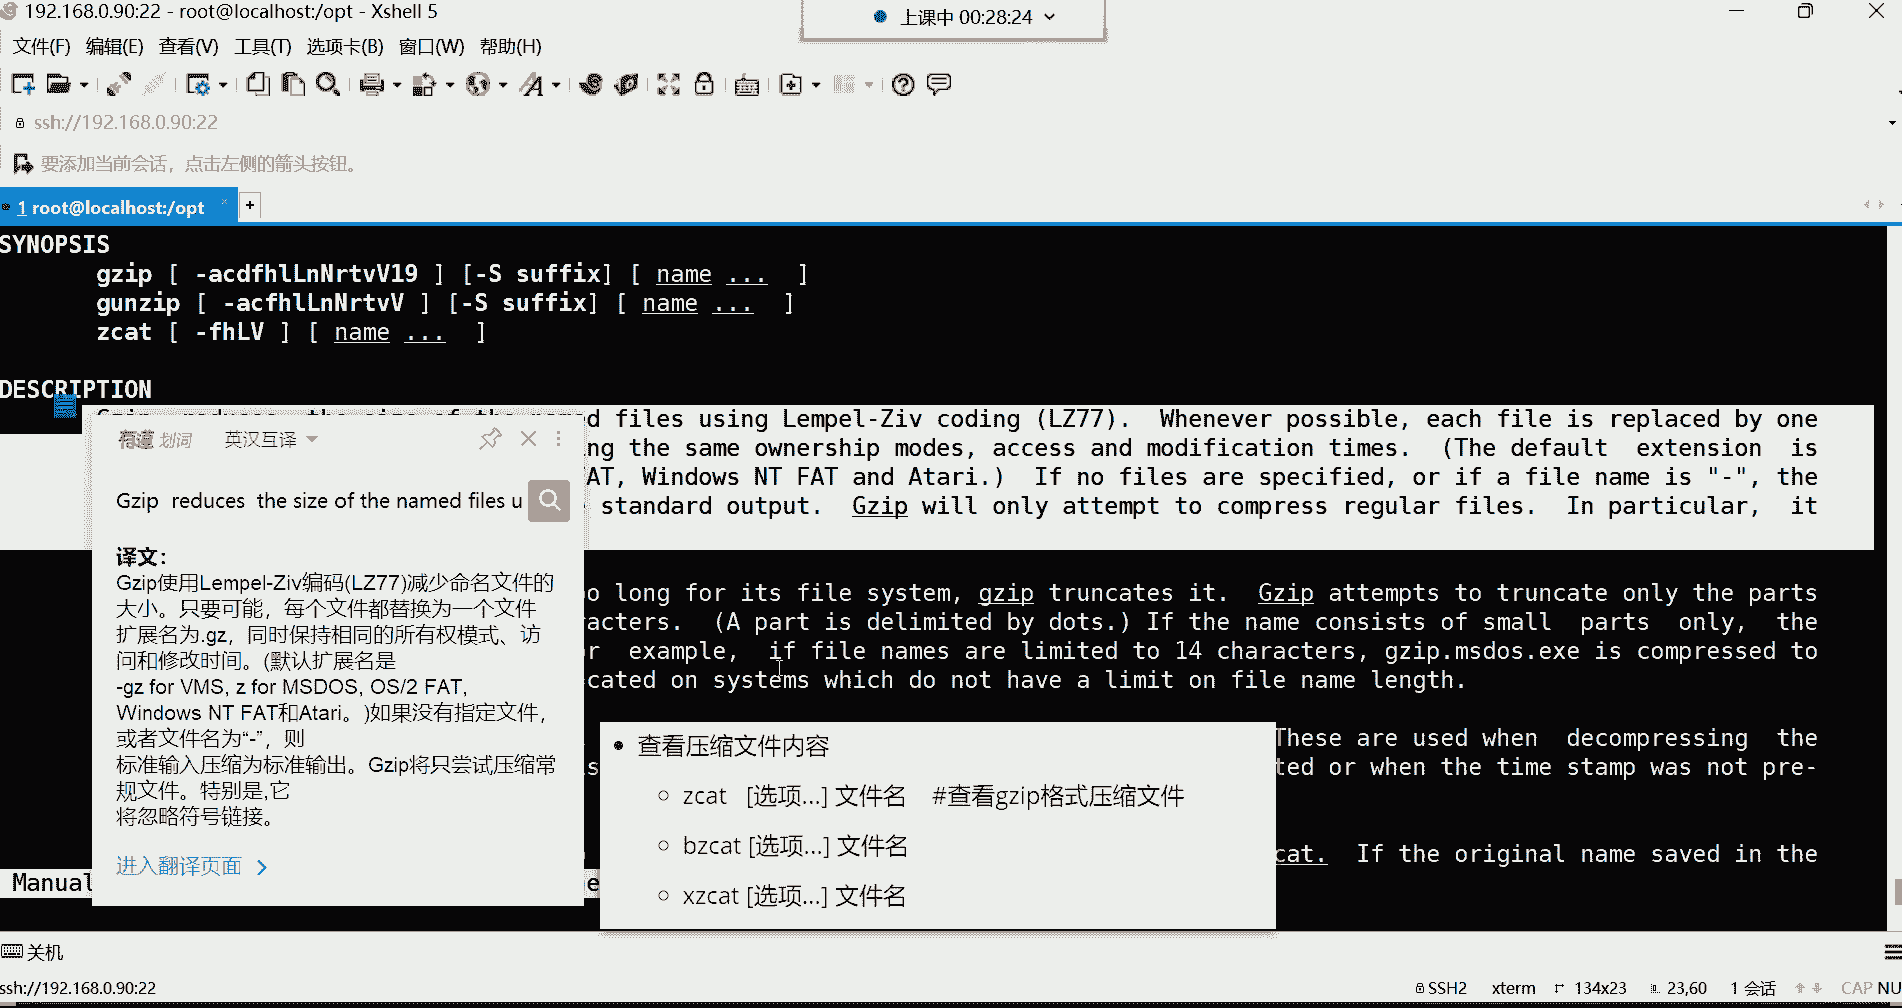 192.168.0.90:22 - root@localhost:/opt - Xshell 5
上课中 00:28:24
文件(F) 编辑(E) 查看(V) 工具(T) 选项卡(B) 窗口(W) 帮助(H)
ssh://192.168.0.90:22
要添加当前会话，点击左侧的箭头按钮。
1 root@localhost:/opt
SYNOPSIS
gzip [ -acdfhlLnNrtvV19 ] [-S suffix] [ name ... ]
gunzip [ -acfhlLnNrtvV ] [-S suffix] [ name ... ]
zcat [ -fhLV ] [ name ... ]
DESCRIPTION
d files using Lempel-Ziv coding (LZ77). Whenever possible, each file is replaced by one
ng the same ownership modes, access and modification times. (The default extension is
AT, Windows NT FAT and Atari.) If no files are specified, or if a file name is "-", the
standard output. Gzip will only attempt to compress regular files. In particular, it
o long for its file system, gzip truncates it. Gzip attempts to truncate only the parts
racters. (A part is delimited by dots.) If the name consists of small parts only, the
r example, if file names are limited to 14 characters, gzip.msdos.exe is compressed to
cated on systems which do not have a limit on file name length.
These are used when decompressing the
ted or when the time stamp was not pre-
cat. If the original name saved in the
Manual
划词 英汉互译
Gzip reduces the size of the named files u
译文：
Gzip使用Lempel-Ziv编码(LZ77)减少命名文件的
大小。只要可能，每个文件都替换为一个文件
扩展名为.gz，同时保持相同的所有权模式、访
问和修改时间。(默认扩展名是
-gz for VMS, z for MSDOS, OS/2 FAT,
Windows NT FAT和Atari。)如果没有指定文件，
或者文件名为“-”，则
标准输入压缩为标准输出。Gzip将只尝试压缩常
规文件。特别是,它
将忽略符号链接。
进入翻译页面
查看压缩文件内容
zcat [选项...] 文件名 #查看gzip格式压缩文件
bzcat [选项...] 文件名
xzcat [选项...] 文件名
关机
ssh://192.168.0.90:22
SSH2 xterm 134x23 23,60 1 会话 CAP NU